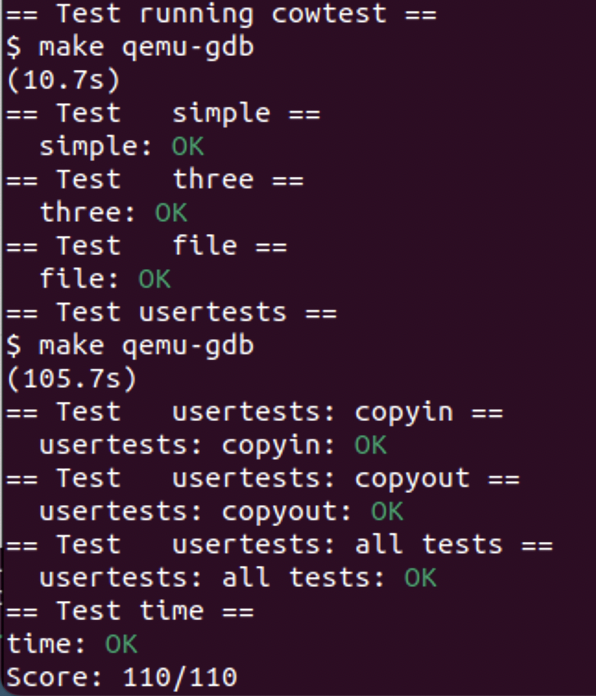 == Test running cowtest ==
$ make qemu-gdb
(10.7s)
== Test   simple ==
  simple: OK
== Test   three ==
  three: OK
== Test   file ==
  file: OK
== Test usertests ==
$ make qemu-gdb
(105.7s)
== Test   usertests: copyin ==
  usertests: copyin: OK
== Test   usertests: copyout ==
  usertests: copyout: OK
== Test   usertests: all tests ==
  usertests: all tests: OK
== Test time ==
time: OK
Score: 110/110